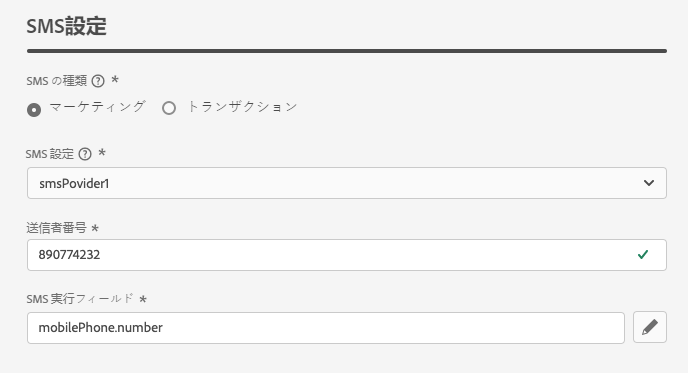 SMS設定
SMS の種類 ? *
マーケティング トランザクション
SMS 設定 ? *
smsPovider1
送信者番号 *
890774232
SMS 実行フィールド *
mobilePhone.number